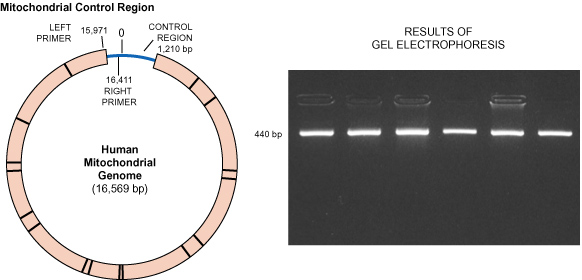 Mitochondrial Control Region
LEFT
PRIMER
15,971
0
CONTROL
REGION
1,210 bp
16,411
RIGHT
PRIMER
Human
Mitochondrial
Genome
(16,569 bp)
RESULTS OF
GEL ELECTROPHORESIS
440 bp